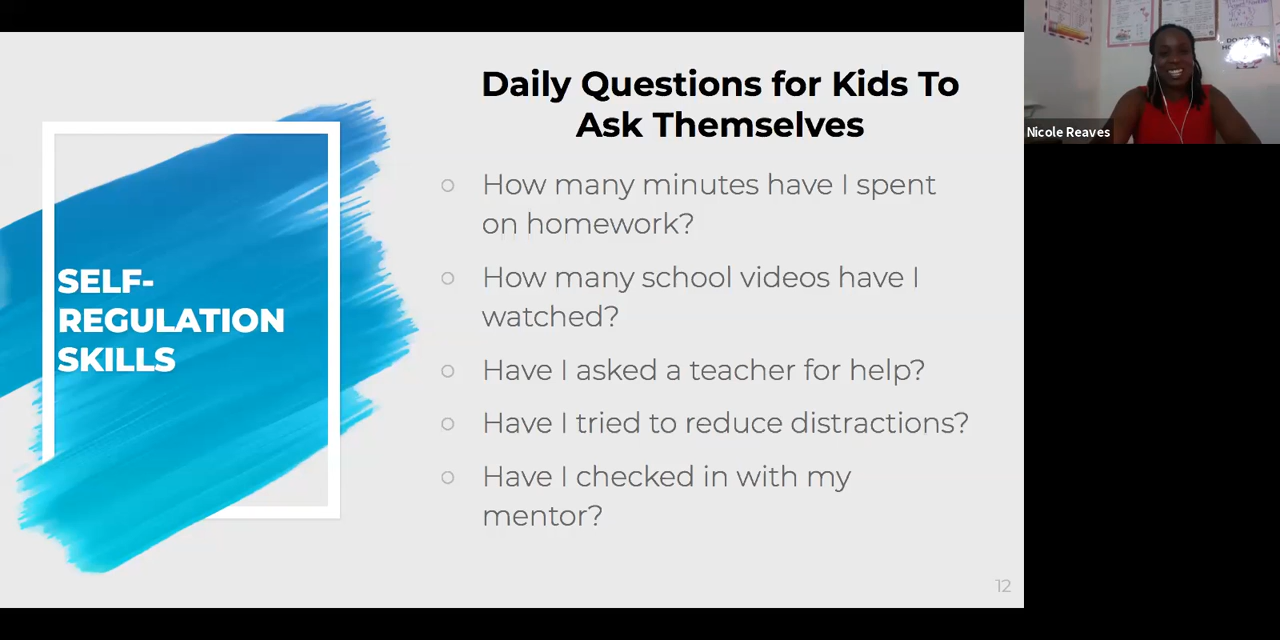 Daily Questions for Kids To
Ask Themselves
SELF-
REGULATION
SKILLS
How many minutes have I spent
on homework?
How many school videos have I
watched?
Have I asked a teacher for help?
Have I tried to reduce distractions?
Have I checked in with my
mentor?
12
Nicole Reaves